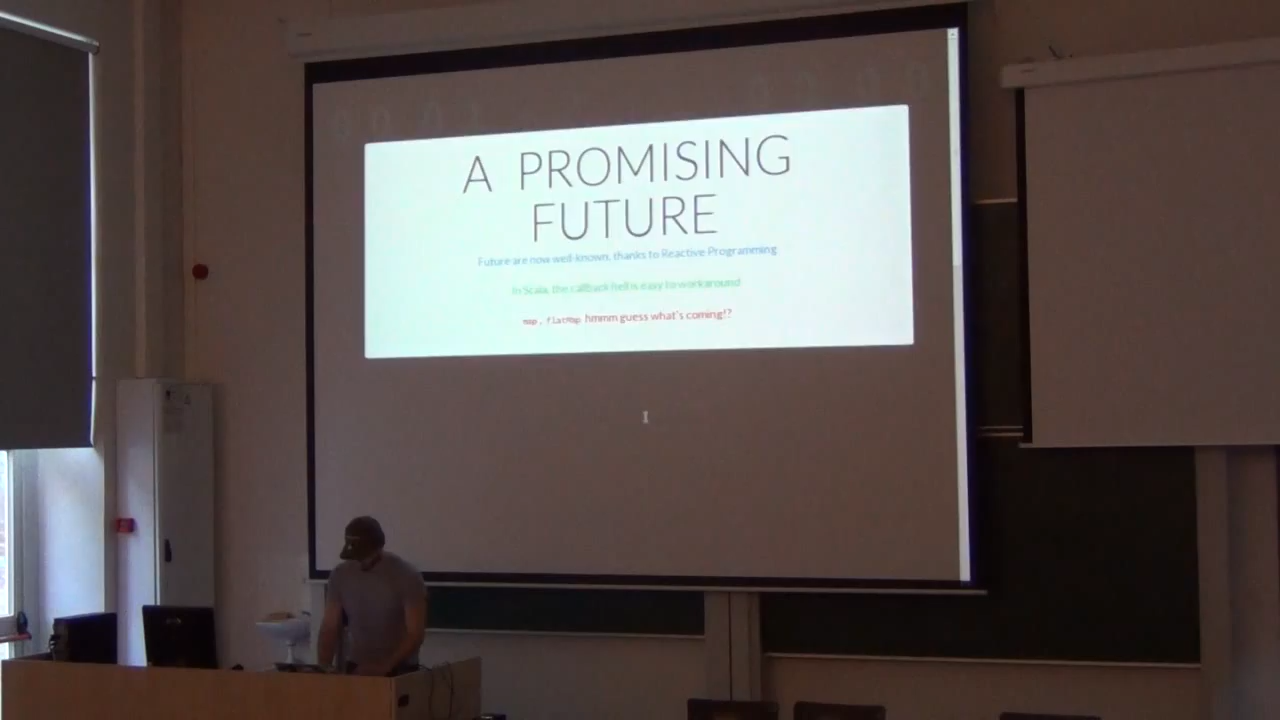 A PROMISING
FUTURE
Future are now well-known, thanks to Reactive Programming
In Scala, the callback hell is easy to workaround
map, flatMap hmmm guess what's coming!?